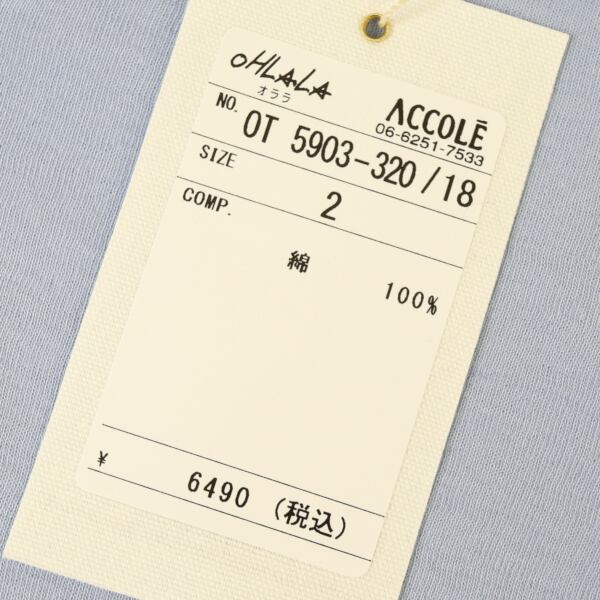 OHLALA
オララ
ACCOLÉ
06-6251-7533
NO. OT 5903-320/18
SIZE 2
COMP.
綿 100%
¥ 6490 (税込)